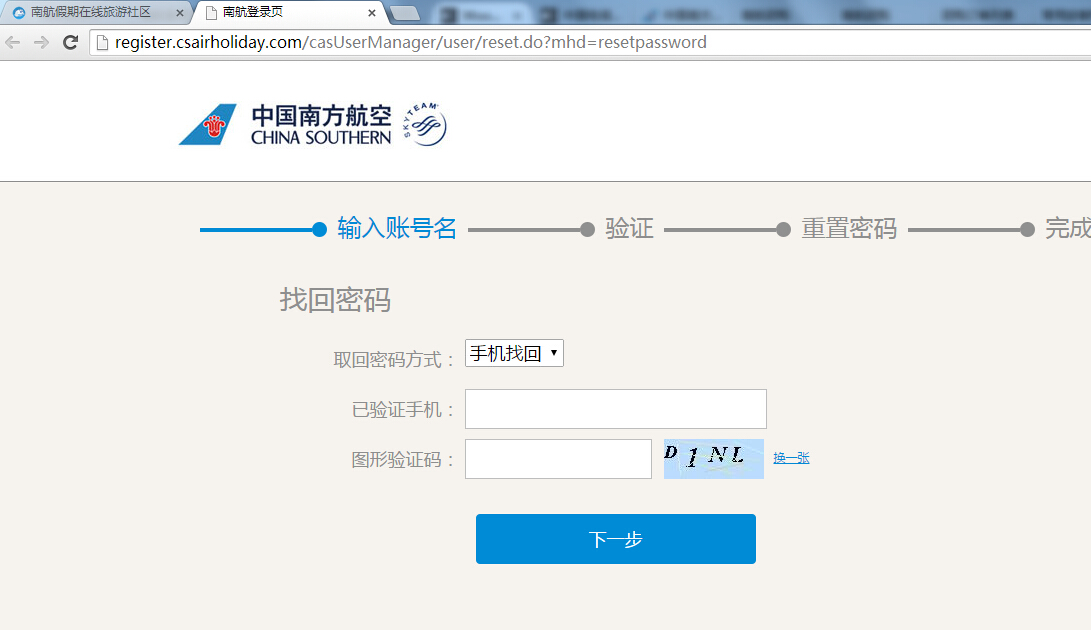 南航假期在线旅游社区
南航登录页
register.csairholiday.com/casUserManager/user/reset.do?mhd=resetpassword
中国南方航空
CHINA SOUTHERN
SKYTEAM
输入账号名
验证
重置密码
完成
找回密码
取回密码方式：
手机找回
已验证手机：
图形验证码：
D1NL
换一张
下一步